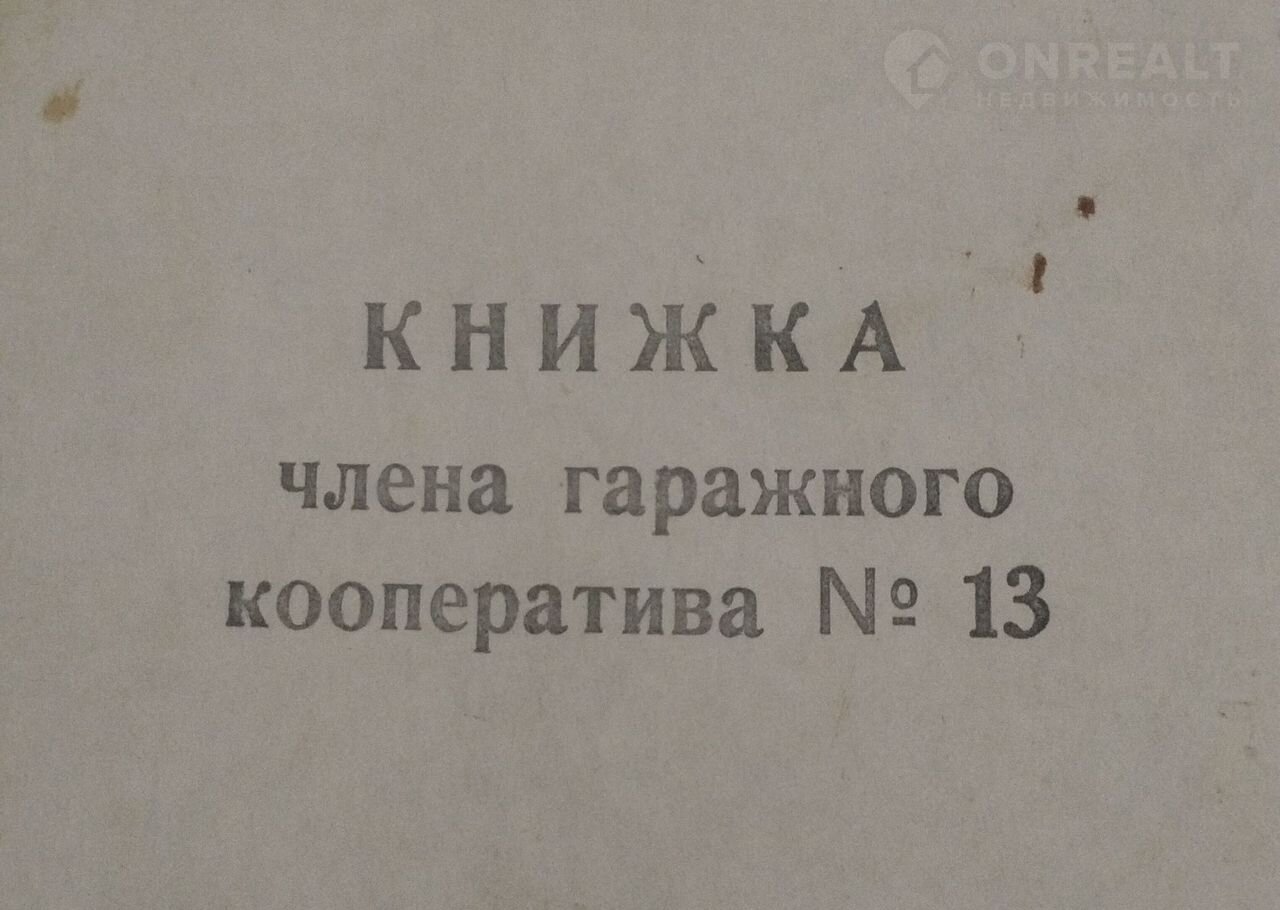 ONREALT
НЕДВИЖИМОСТЬ
КНИЖКА
члена гаражного
кооператива № 13